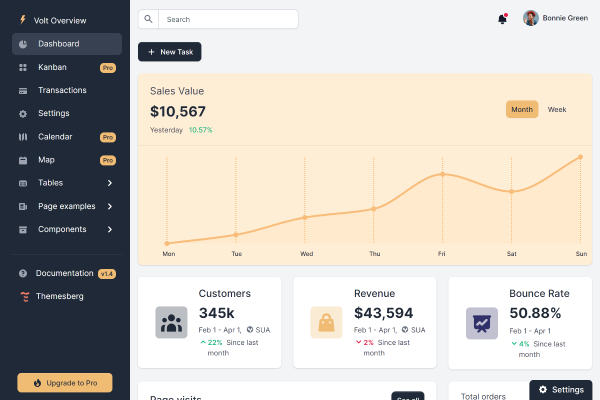 Volt Overview
Dashboard
Kanban Pro
Transactions
Settings
Calendar Pro
Map Pro
Tables
Page examples
Components
Documentation v1.4
Themesberg
Upgrade to Pro
Search
Bonnie Green
New Task
Sales Value
$10,567
Yesterday 10.57%
Month Week
Mon Tue Wed Thu Fri Sat Sun
Customers
345k
Feb 1 - Apr 1, SUA
22% Since last
month
Revenue
$43,594
Feb 1 - Apr 1, SUA
2% Since last
month
Bounce Rate
50.88%
Feb 1 - Apr 1
4% Since last
month
Page visits
See all
Total orders
Settings